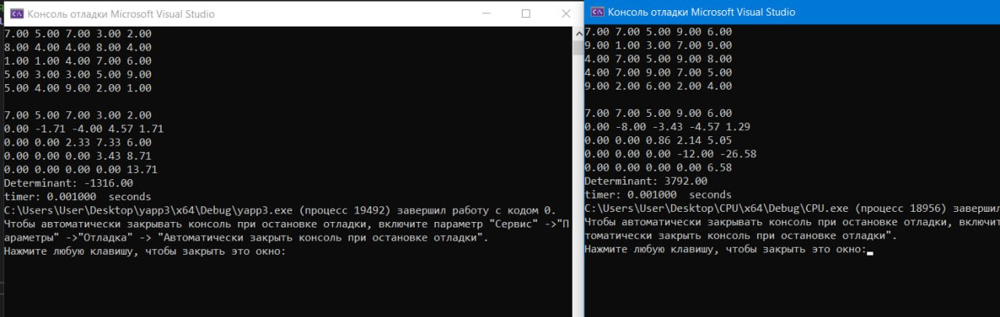 Консоль отладки Microsoft Visual Studio
7.00 5.00 7.00 3.00 2.00
8.00 4.00 4.00 8.00 4.00
1.00 1.00 4.00 7.00 6.00
5.00 3.00 3.00 5.00 9.00
5.00 4.00 9.00 2.00 1.00
7.00 5.00 7.00 3.00 2.00
0.00 -1.71 -4.00 4.57 1.71
0.00 0.00 2.33 7.33 6.00
0.00 0.00 0.00 3.43 8.71
0.00 0.00 0.00 0.00 13.71
Determinant: -1316.00
timer: 0.001000  seconds
C:\Users\User\Desktop\yapp3\x64\Debug\yapp3.exe (процесс 19492) завершил работу с кодом 0.
Чтобы автоматически закрывать консоль при остановке отладки, включите параметр "Сервис" ->"П
араметры" ->"Отладка" -> "Автоматически закрыть консоль при остановке отладки".
Нажмите любую клавишу, чтобы закрыть это окно:
Консоль отладки Microsoft Visual Studio
7.00 7.00 5.00 9.00 6.00
9.00 1.00 3.00 7.00 9.00
4.00 7.00 5.00 9.00 8.00
4.00 7.00 9.00 7.00 5.00
9.00 2.00 6.00 2.00 4.00
7.00 7.00 5.00 9.00 6.00
0.00 -8.00 -3.43 -4.57 1.29
0.00 0.00 0.86 2.14 5.05
0.00 0.00 0.00 -12.00 -26.58
0.00 0.00 0.00 0.00 6.58
Determinant: 3792.00
timer: 0.001000  seconds
C:\Users\User\Desktop\CPU\x64\Debug\CPU.exe (процесс 18956) завершил
Чтобы автоматически закрывать консоль при остановке отладки, включит
томатически закрыть консоль при остановке отладки".
Нажмите любую клавишу, чтобы закрыть это окно: